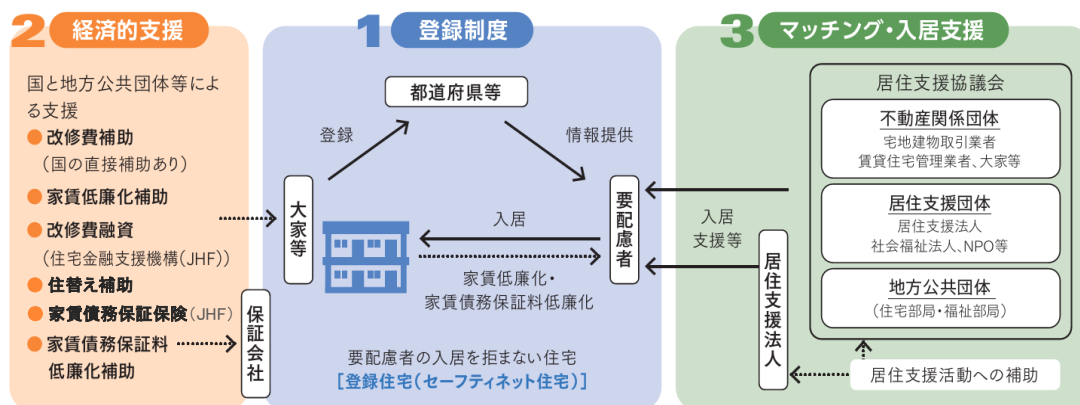 2 経済的支援
国と地方公共団体等によ
る支援
● 改修費補助
（国の直接補助あり）
● 家賃低廉化補助
● 改修費融資
（住宅金融支援機構（JHF））
● 住替え補助
● 家賃債務保証保険（JHF）
● 家賃債務保証料
低廉化補助
保証会社
1 登録制度
都道府県等
登録
情報提供
大家等
要配慮者
入居
家賃低廉化・
家賃債務保証料低廉化
要配慮者の入居を拒まない住宅
［登録住宅（セーフティネット住宅）］
3 マッチング・入居支援
居住支援協議会
不動産関係団体
宅地建物取引業者
賃貸住宅管理業者、大家等
居住支援団体
居住支援法人
社会福祉法人、NPO等
地方公共団体
（住宅部局・福祉部局）
入居
支援等
居住支援法人
居住支援活動への補助